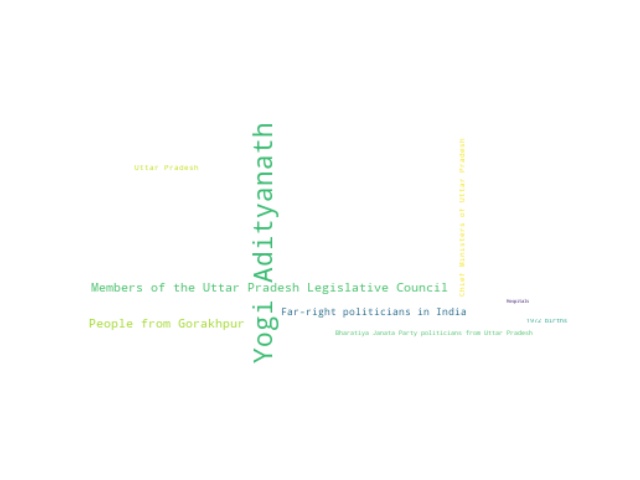 Uttar Pradesh
Yogi Adityanath
Chief Ministers of Uttar Pradesh
Members of the Uttar Pradesh Legislative Council
Hospitals
Far-right politicians in India
1972 births
People from Gorakhpur
Bharatiya Janata Party politicians from Uttar Pradesh